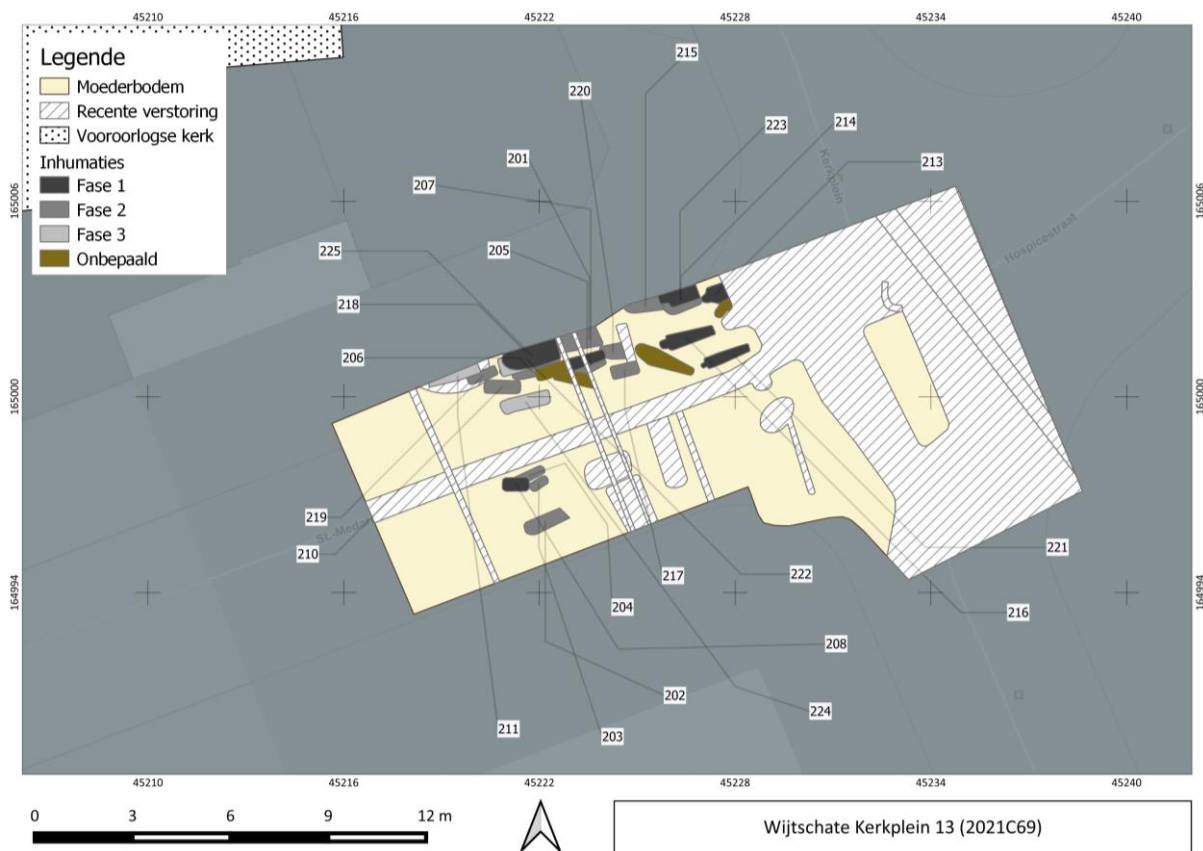 45210 45216 45222 45228 45234 45240
Legende
Moederbodem
Recente verstoring
Vooroorlogse kerk
Inhumaties
Fase 1
Fase 2
Fase 3
Onbepaald
215
220
223
214
201
213
207
225
205
218
206
219
210
221
217
222
204
216
208
202
224
211
203
165006
165000
164994
165006
165000
164994
Kerkplein
Hospicestraat
St.-Medar
45210 45216 45222 45228 45234 45240
0 3 6 9 12 m
Wijtschate Kerkplein 13 (2021C69)